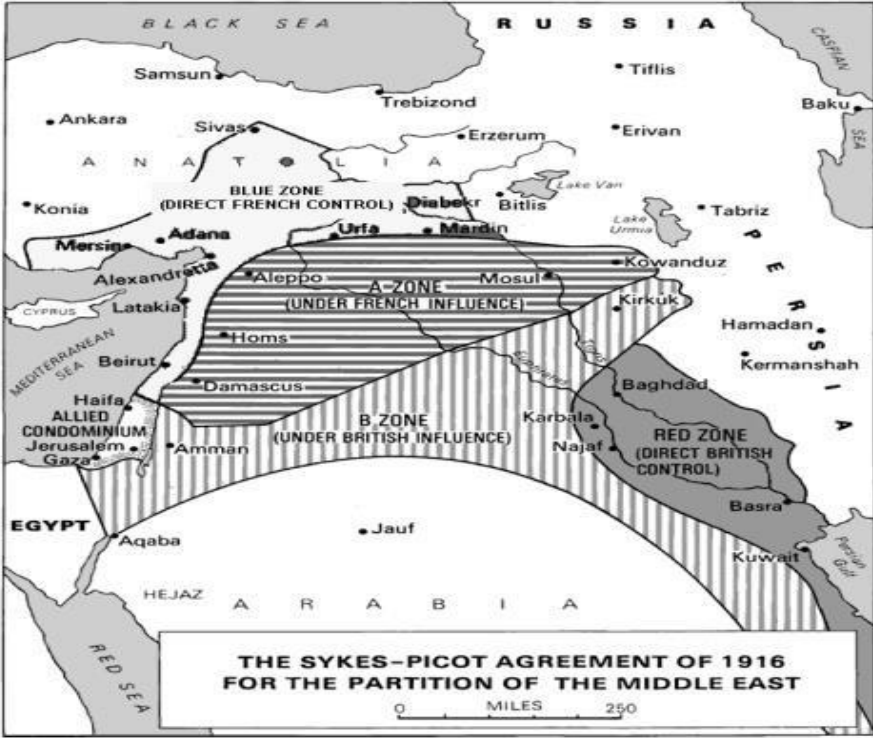 BLACK SEA
RUSSIA
CASPIAN
SEA
Samsun
Tiflis
Trebizond
Baku
Ankara
Sivas
Erzerum
Erivan
ANATOLIA
BLUE ZONE
(DIRECT FRENCH CONTROL)
Diabekr
Bitlis
Lake Van
Konia
Tabriz
Urfa
Mardin
Lake
Urmia
Mersin
Adana
PERSIA
Alexandretta
Aleppo
A ZONE
(UNDER FRENCH INFLUENCE)
Mosul
Kowanduz
CYPRUS
Latakia
Kirkuk
Homs
Hamadan
MEDITERRANEAN
SEA
Beirut
Euphrates
Tigris
Kermanshah
Damascus
Baghdad
Haifa
ALLIED
CONDOMINIUM
B ZONE
(UNDER BRITISH INFLUENCE)
Karbala
RED ZONE
(DIRECT BRITISH
CONTROL)
Jerusalem
Amman
Najaf
Gaza
Basra
EGYPT
Aqaba
Jauf
Kuwait
Persian
Gulf
HEJAZ
ARABIA
RED SEA
THE SYKES-PICOT AGREEMENT OF 1916
FOR THE PARTITION OF THE MIDDLE EAST
MILES
0 250